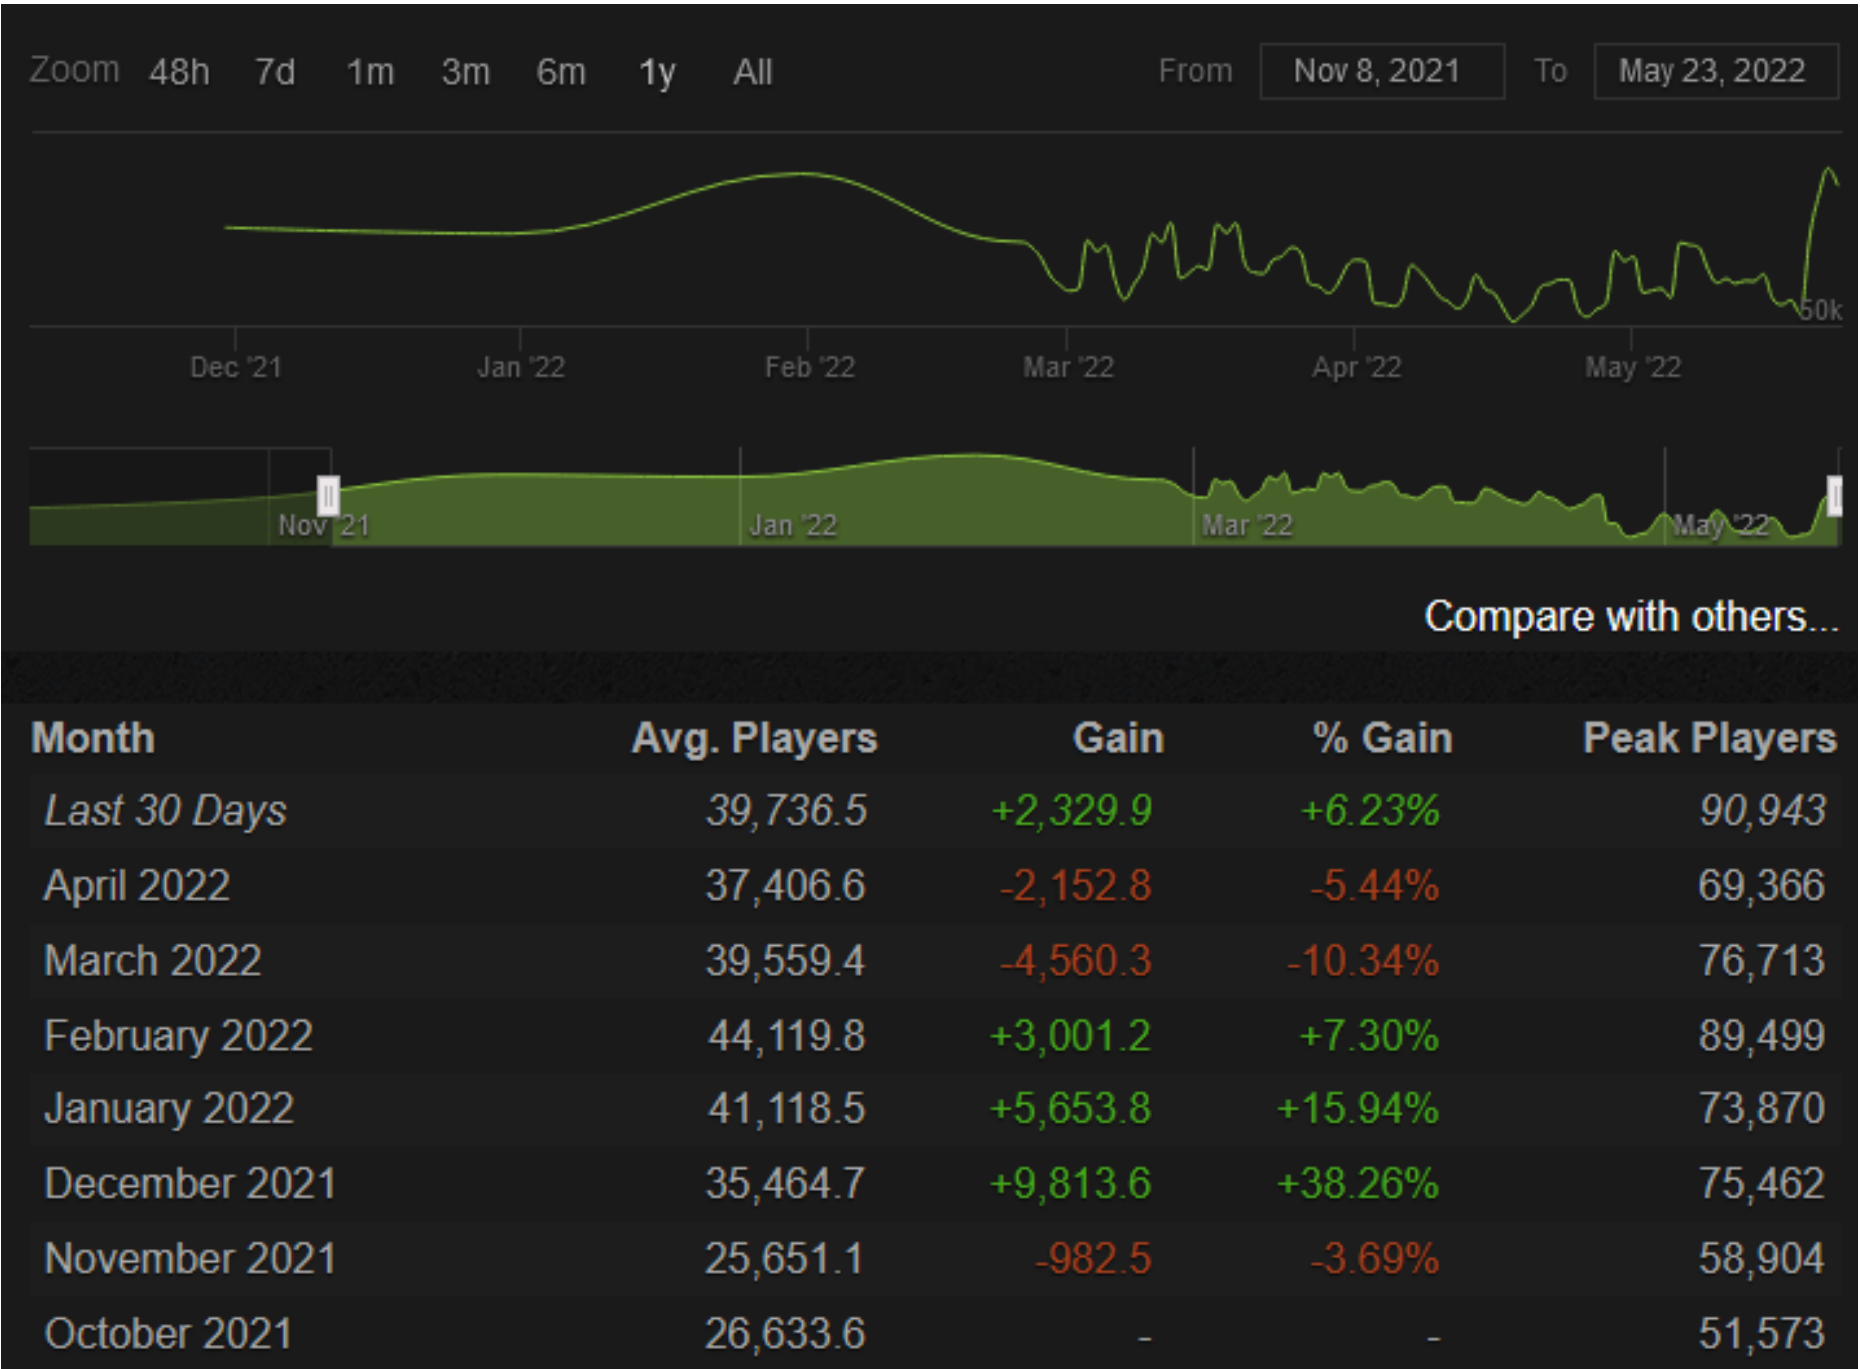 Zoom 48h 7d 1m 3m 6m 1y All From Nov 8, 2021 To May 23, 2022
50k
Dec '21 Jan '22 Feb '22 Mar '22 Apr '22 May '22
Nov '21 Jan '22 Mar '22 May '22
Compare with others...
Month Avg. Players Gain % Gain Peak Players
Last 30 Days 39,736.5 +2,329.9 +6.23% 90,943
April 2022 37,406.6 -2,152.8 -5.44% 69,366
March 2022 39,559.4 -4,560.3 -10.34% 76,713
February 2022 44,119.8 +3,001.2 +7.30% 89,499
January 2022 41,118.5 +5,653.8 +15.94% 73,870
December 2021 35,464.7 +9,813.6 +38.26% 75,462
November 2021 25,651.1 -982.5 -3.69% 58,904
October 2021 26,633.6 - - 51,573